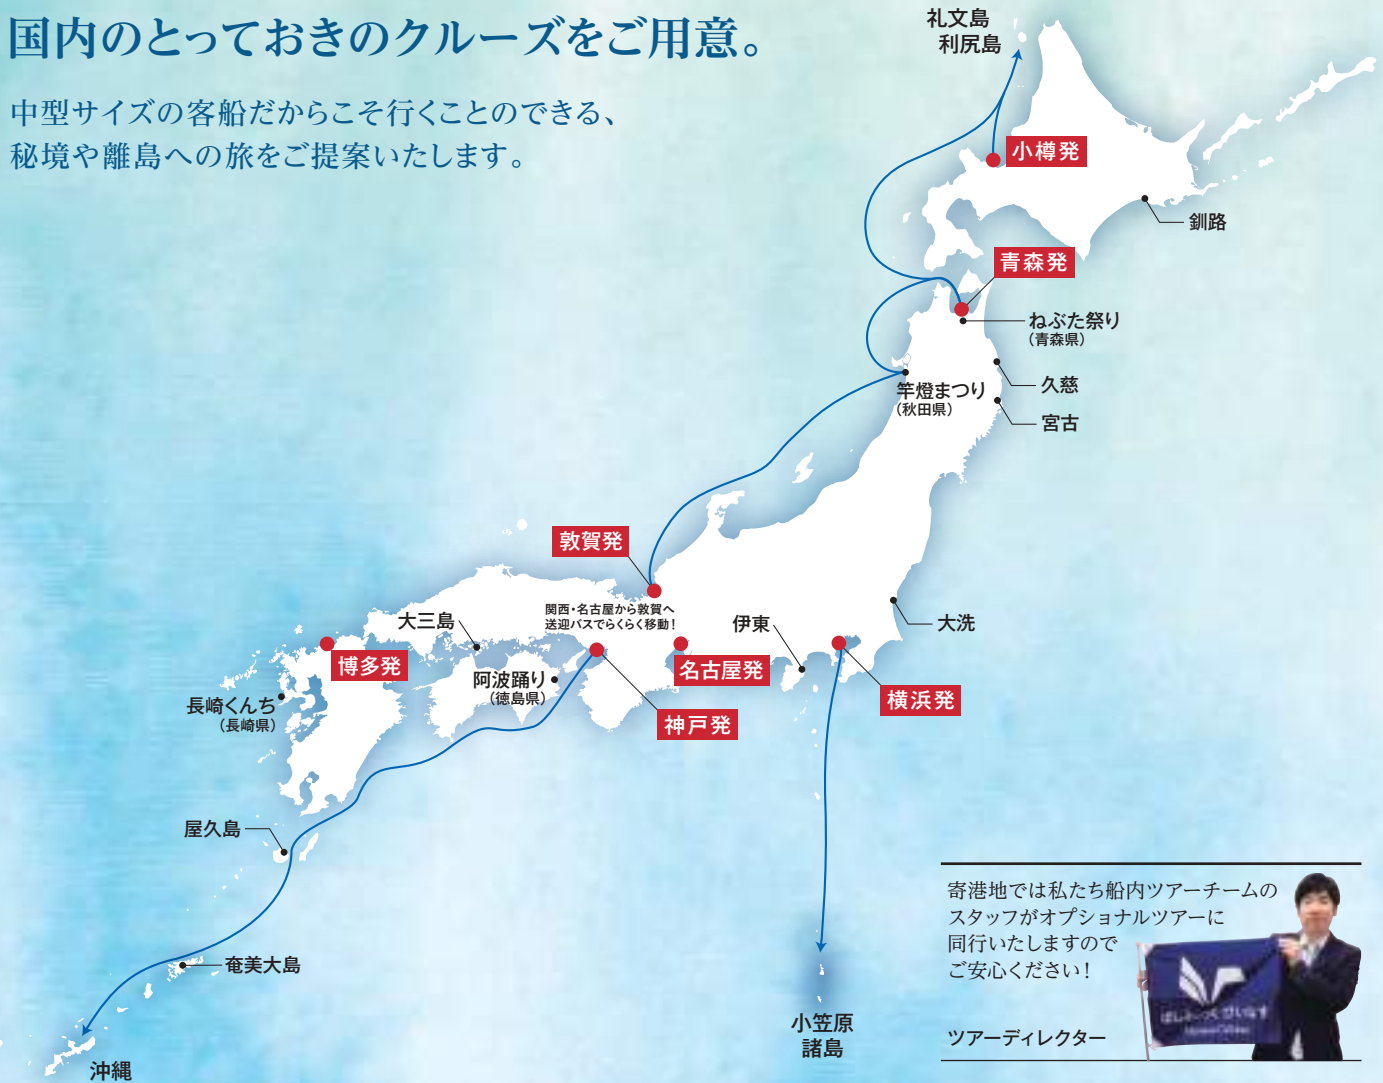 国内のとっておきのクルーズをご用意。
中型サイズの客船だからこそ行くことのできる、
秘境や離島への旅をご提案いたします。
礼文島
利尻島
小樽発
釧路
青森発
ねぶた祭り
(青森県)
久慈
竿燈まつり
(秋田県)
宮古
敦賀発
関西・名古屋から敦賀へ
送迎バスでらくらく移動!
大三島
伊東
大洗
博多発
名古屋発
阿波踊り
(徳島県)
横浜発
長崎くんち
(長崎県)
神戸発
屋久島
奄美大島
小笠原
諸島
沖縄
寄港地では私たち船内ツアーチームの
スタッフがオプショナルツアーに
同行いたしますので
ご安心ください!
ツアーディレクター
ぱしふぃっくびいなす